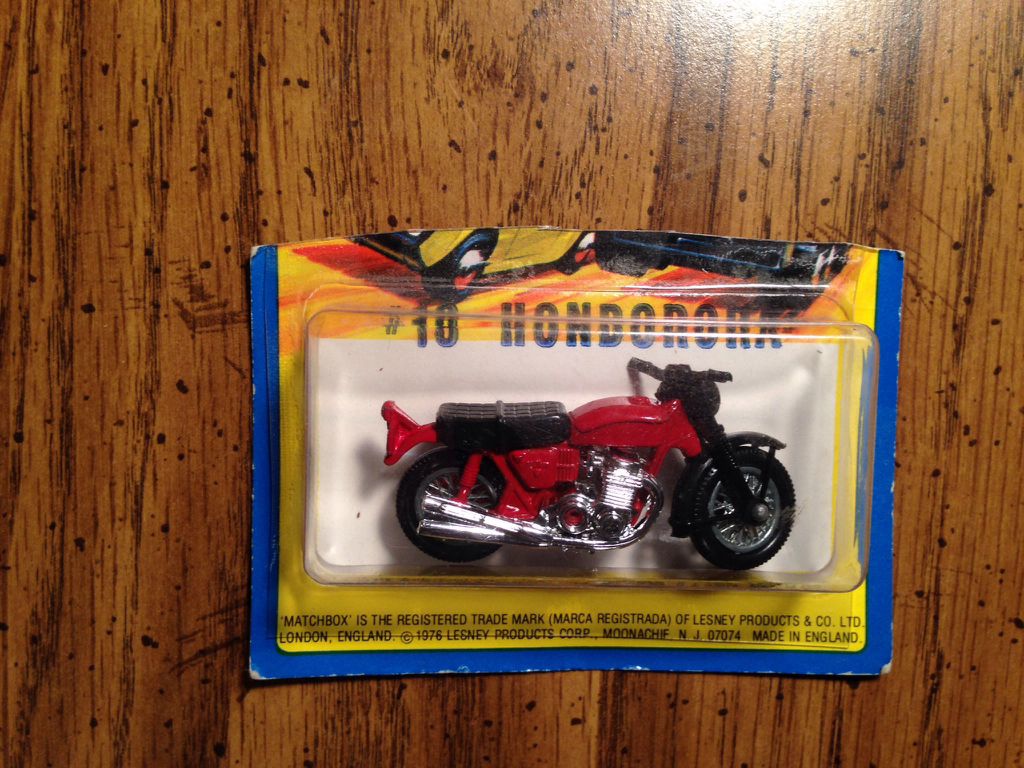 #18 HONDORORA
'MATCHBOX' IS THE REGISTERED TRADE MARK (MARCA REGISTRADA) OF LESNEY PRODUCTS & CO. LTD.
LONDON, ENGLAND. © 1976 LESNEY PRODUCTS CORP., MOONACHIE, N. J. 07074 MADE IN ENGLAND.